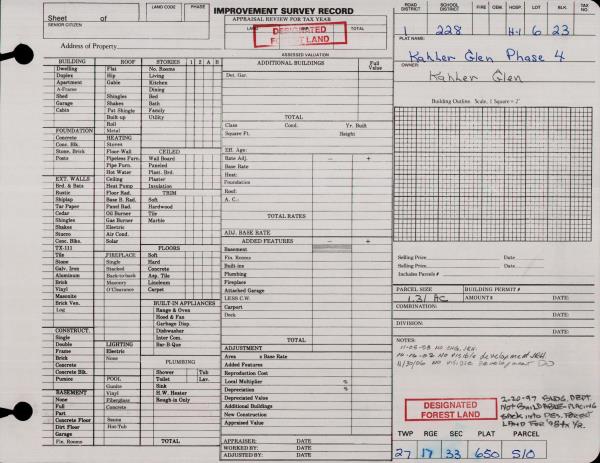 Sheet of
SENIOR CITIZEN
LAND CODE PHASE
IMPROVEMENT SURVEY RECORD
APPRAISAL REVIEW FOR TAX YEAR
LAND TOTAL
DESIGNATED
FOREST LAND
Address of Property
ASSESSED VALUATION
ROAD DISTRICT SCHOOL DISTRICT FIRE CEM. HOSP. LOT BLK.
1 228 H-1 6 23
PLAT NAME:
Kahler Glen Phase 4
OWNER:
Kahler Glen
Building Outline Scale, 1 Square = 2'
BUILDING ROOF STORIES 1 2 A B
Dwelling Flat No. Rooms
Duplex Hip Living
Apartment Gable Kitchen
A-Frame Dining
Shed Shingles Bed
Garage Shakes Bath
Cabin Pat Shingle Family
Built-up Utility
Roll
FOUNDATION Metal
Concrete HEATING
Conc. Blk. Stoves CEILED
Stone, Brick Floor-Wall Wall Board
Posts Pipeless Furn. Paneled
Pipe Furn. Plast. Brd.
Hot Water Plaster
EXT. WALLS Ceiling Insulation
Brd. & Bats Heat Pump
Rustic Floor Rad. TRIM
Shiplap Base B. Rad. Soft
Tar Paper Panel Rad. Hardwood
Cedar Oil Burner Tile
Shingles Gas Burner Marble
Shakes Electric
Stucco Air Cond.
Conc. Blks. Solar
TX-111 FLOORS
Tile FIREPLACE Soft
Stone Single Hard
Galv. Iron Stacked Concrete
Aluminum Back-to-back Asp. Tile
Brick Masonry Linoleum
Vinyl O'Clearance Carpet
Masonite
Brick Ven. BUILT-IN APPLIANCES
Log Range & Oven
Hood & Fan
Garbage Disp.
CONSTRUCT. Dishwasher
Single Inter Com.
Double LIGHTING Bar-B-Que
Frame Electric
Brick None PLUMBING
Concrete
Concrete Blk. Shower Tub
Pumice POOL Toilet Lav.
Gunite Sink
BASEMENT Vinyl H.W. Heater
None Fiberglass Rough-in Only
Full Concrete
Part
Concrete Floor Sauna
Dirt Floor Hot-Tub
Garage
Fin. Rooms TOTAL
ADDITIONAL BUILDINGS Full Value
Det. Gar.
TOTAL
Class Cond. Yr. Built
Square Ft. Height
Eff. Age:
Rate Adj. − +
Base Rate
Heat:
Foundation
Roof:
A. C.:
TOTAL RATES
ADJ. BASE RATE
ADDED FEATURES − +
Basement
Fin. Rooms
Built-ins
Plumbing
Fireplace
Attached Garage
LESS C.W.
Carport
Deck
TOTAL
ADJUSTMENT
Area x Base Rate
Added Features
Reproduction Cost
Local Multiplier %
Depreciation %
Depreciated Value
Additional Buildings
New Construction
Appraised Value
APPRAISER: DATE
WORKED BY: DATE
ADJUSTED BY: DATE
Selling Price Date
Selling Price Date
Includes Parcels #
PARCEL SIZE BUILDING PERMIT #
1.31 AC AMOUNT $ DATE:
COMBINATION:
DATE:
DIVISION:
DATE:
NOTES:
11-05-98 NO CHG. JRH.
No Visible development JRH
11/30/06 No Visible Development
DESIGNATED
FOREST LAND
2-20-97 BLDG. DEPT.
NOT BUILDABLE-PLACING
BACK INTO DES. FOREST
LAND FOR '98 TX YR.
TWP RGE SEC PLAT PARCEL
27 17 33 650 510